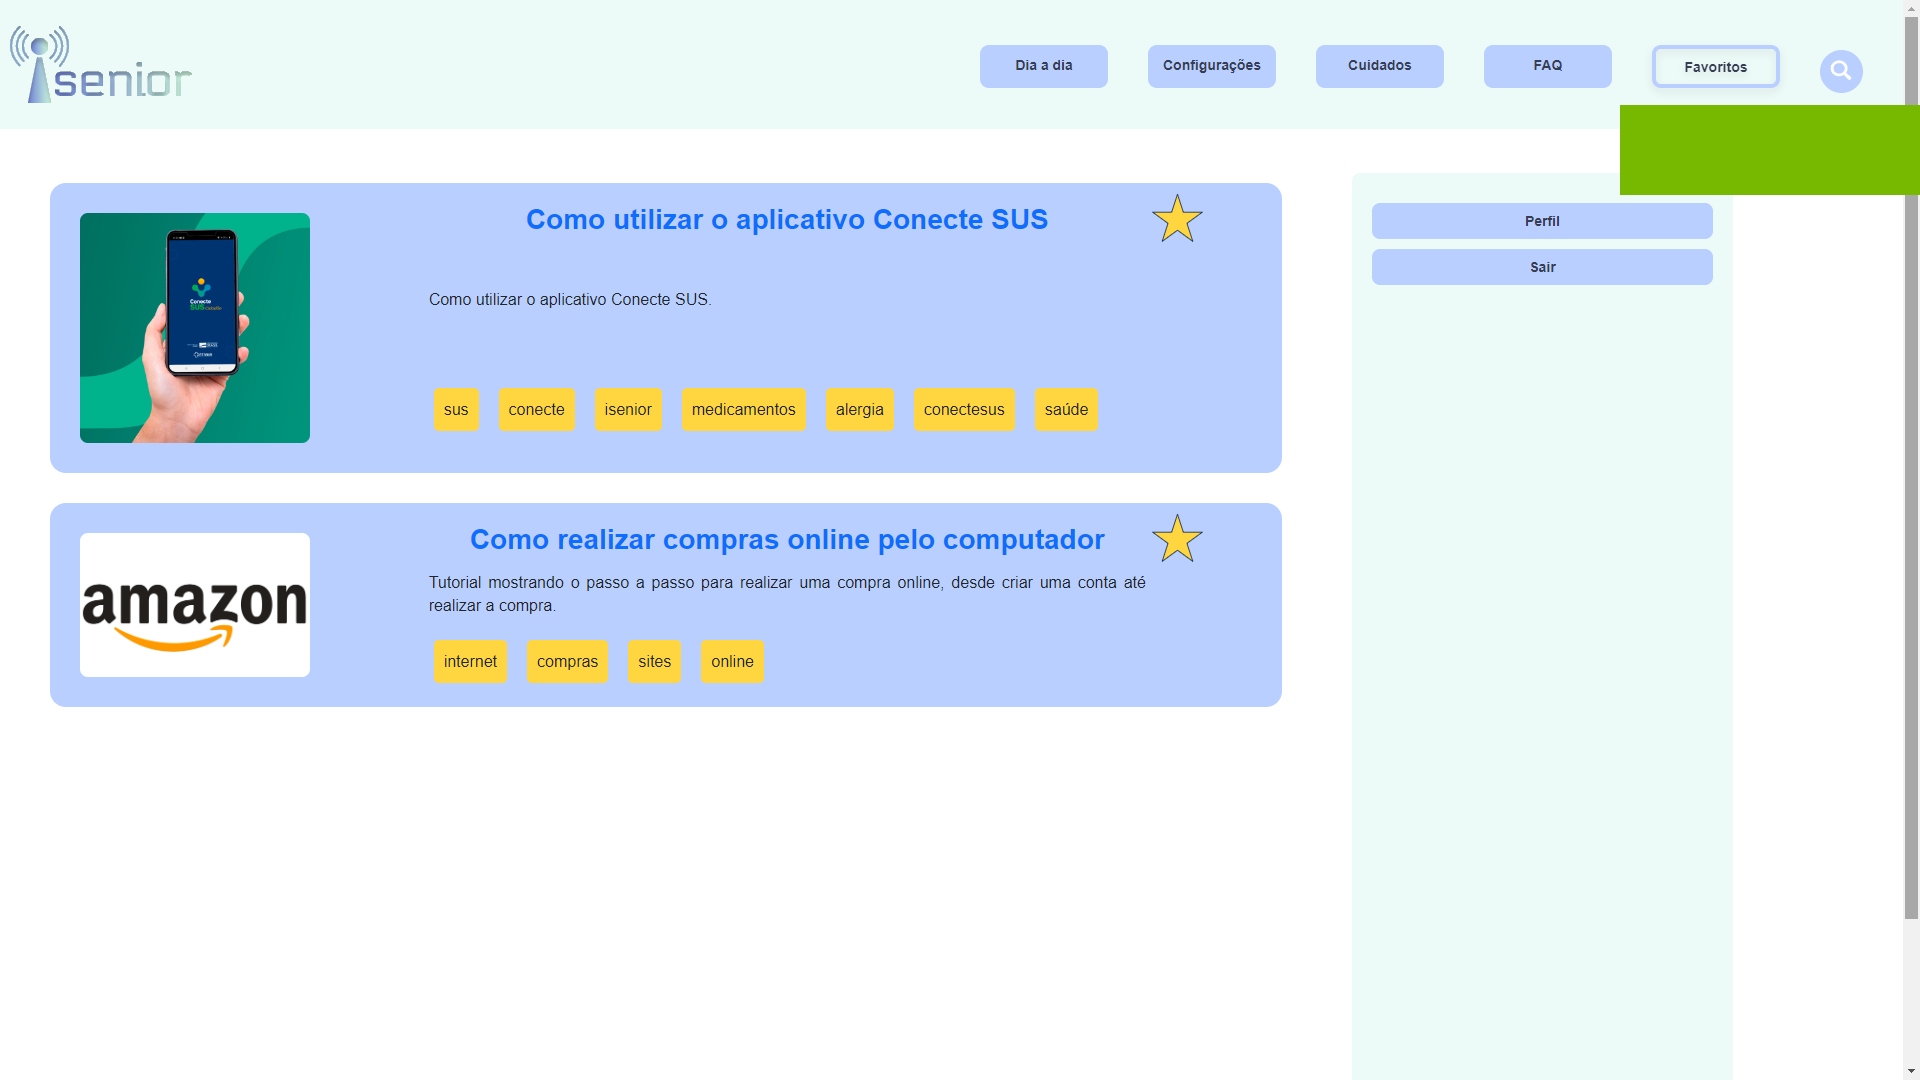 isenior
Dia a dia
Configurações
Cuidados
FAQ
Favoritos
Como utilizar o aplicativo Conecte SUS
Conecte
SUS
Como utilizar o aplicativo Conecte SUS.
sus
conecte
isenior
medicamentos
alergia
conectesus
saúde
Perfil
Sair
amazon
Como realizar compras online pelo computador
Tutorial mostrando o passo a passo para realizar uma compra online, desde criar uma conta até
realizar a compra.
internet
compras
sites
online